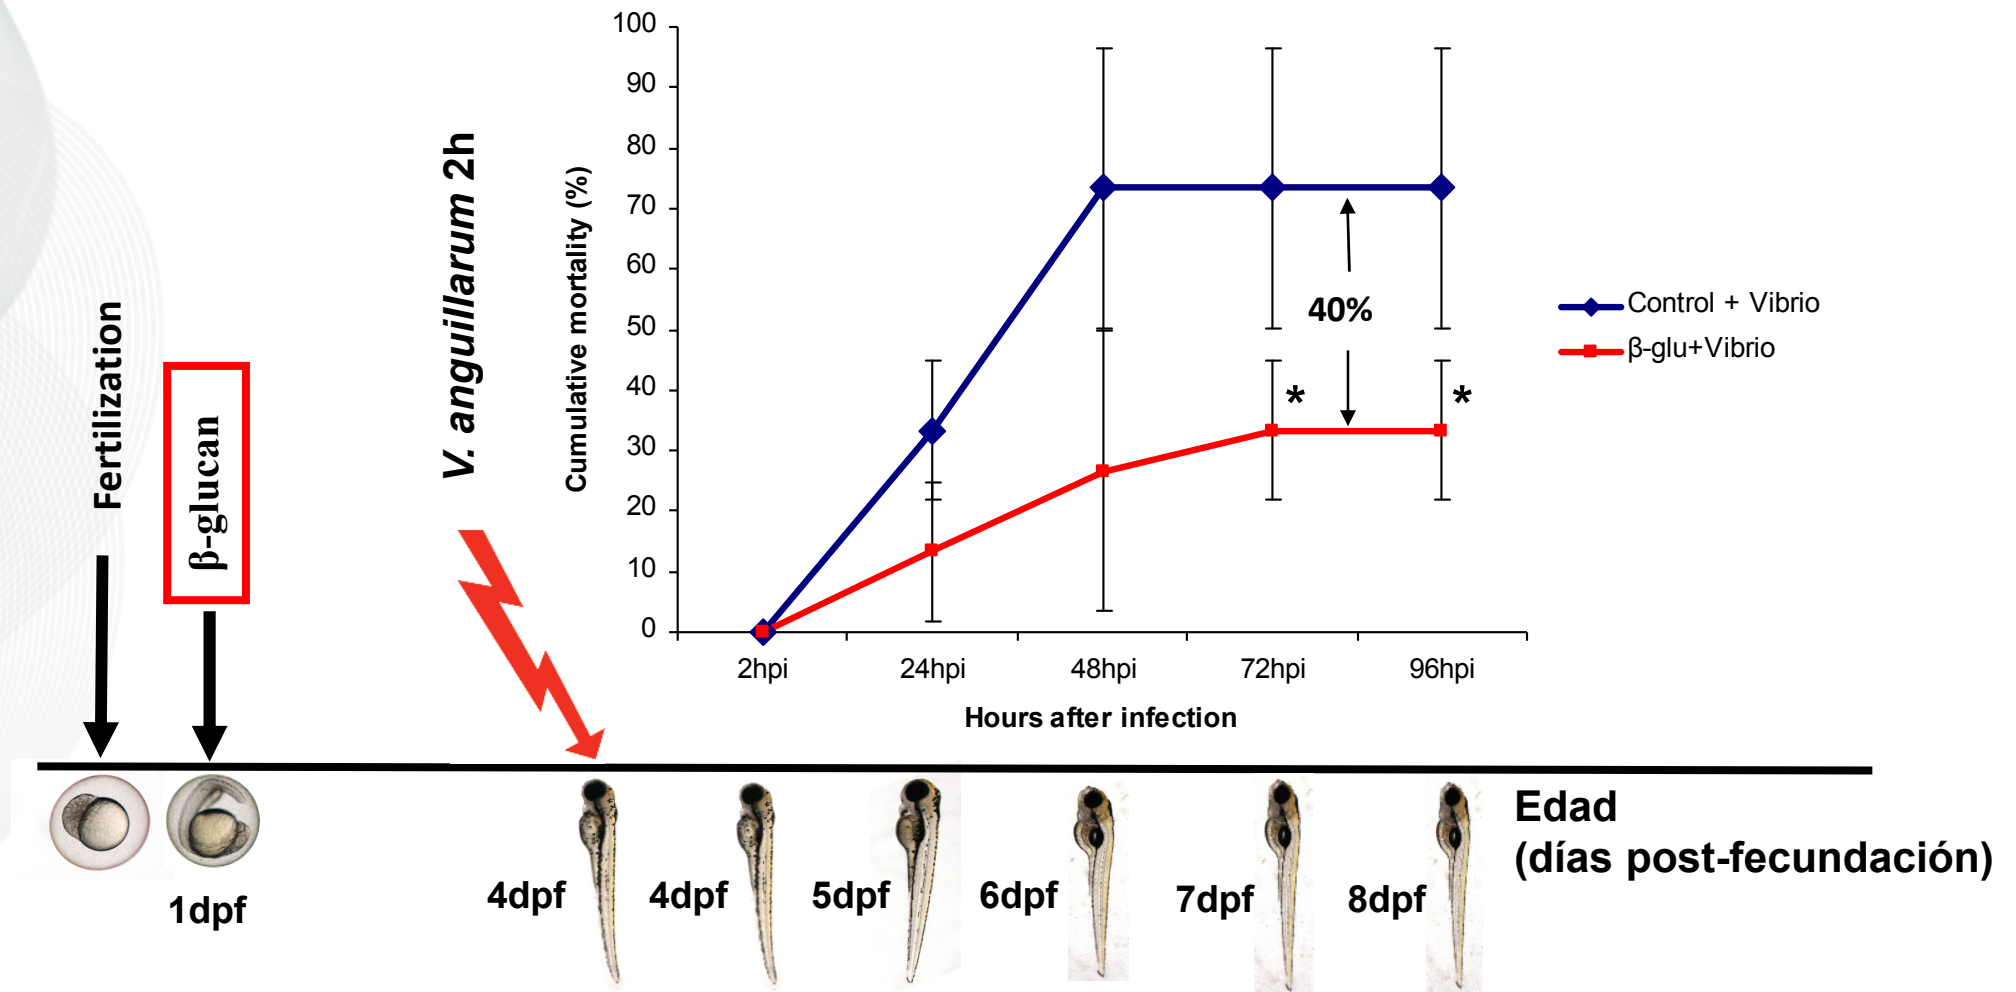 Fertilization
β-glucan
V. anguillarum 2h
Cumulative mortality (%)
100
90
80
70
60
50
40
30
20
10
0
40%
*
*
2hpi
24hpi
48hpi
72hpi
96hpi
Hours after infection
Control + Vibrio
β-glu+Vibrio
1dpf
4dpf
4dpf
5dpf
6dpf
7dpf
8dpf
Edad
(días post-fecundación)